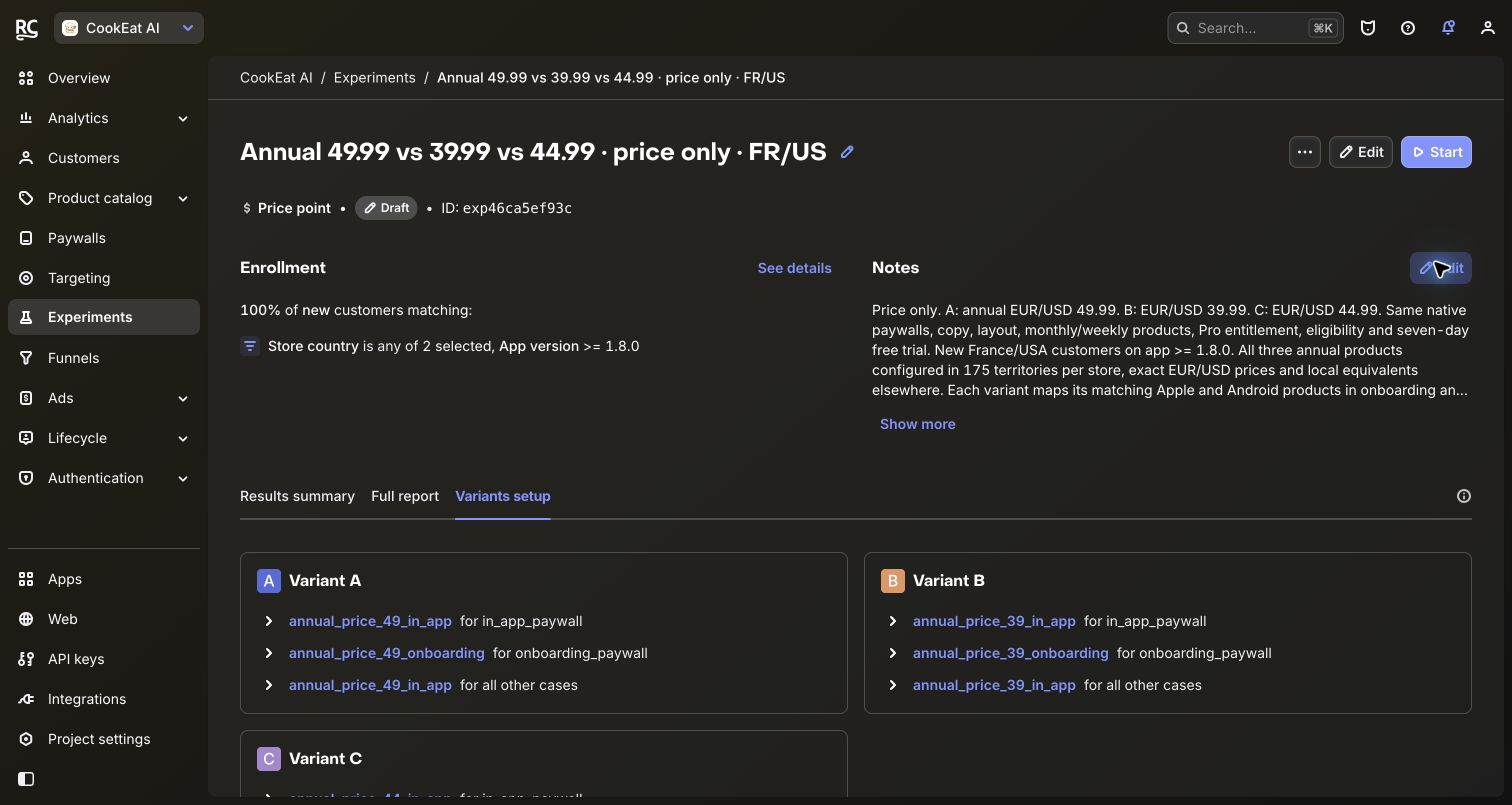 RC
CookEat AI
Search...
⌘K
Overview
Analytics
Customers
Product catalog
Paywalls
Targeting
Experiments
Funnels
Ads
Lifecycle
Authentication
Apps
Web
API keys
Integrations
Project settings
CookEat AI / Experiments / Annual 49.99 vs 39.99 vs 44.99 · price only · FR/US
Annual 49.99 vs 39.99 vs 44.99 · price only · FR/US
Edit
Start
$ Price point • Draft • ID: exp46ca5ef93c
Enrollment
See details
100% of new customers matching:
Store country is any of 2 selected, App version >= 1.8.0
Notes
Price only. A: annual EUR/USD 49.99. B: EUR/USD 39.99. C: EUR/USD 44.99. Same native
paywalls, copy, layout, monthly/weekly products, Pro entitlement, eligibility and seven-day
free trial. New France/USA customers on app >= 1.8.0. All three annual products
configured in 175 territories per store, exact EUR/USD prices and local equivalents
elsewhere. Each variant maps its matching Apple and Android products in onboarding an...
Show more
Results summary
Full report
Variants setup
A Variant A
annual_price_49_in_app for in_app_paywall
annual_price_49_onboarding for onboarding_paywall
annual_price_49_in_app for all other cases
B Variant B
annual_price_39_in_app for in_app_paywall
annual_price_39_onboarding for onboarding_paywall
annual_price_39_in_app for all other cases
C Variant C
annual_price_44_in_app for in_app_paywall